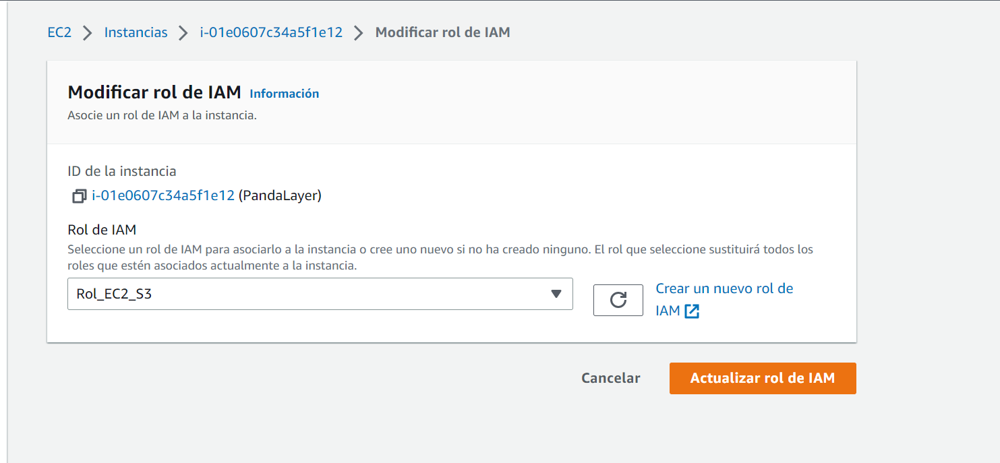 EC2 > Instancias > i-01e0607c34a5f1e12 > Modificar rol de IAM
Modificar rol de IAM Información
Asocie un rol de IAM a la instancia.
ID de la instancia
i-01e0607c34a5f1e12 (PandaLayer)
Rol de IAM
Seleccione un rol de IAM para asociarlo a la instancia o cree uno nuevo si no ha creado ninguno. El rol que seleccione sustituirá todos los
roles que estén asociados actualmente a la instancia.
Rol_EC2_S3
Crear un nuevo rol de
IAM
Cancelar
Actualizar rol de IAM